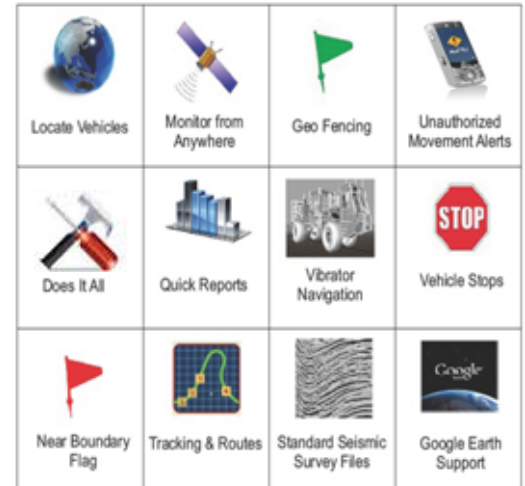 Locate Vehicles
Monitor from
Anywhere
Geo Fencing
Unauthorized
Movement Alerts
Does It All
Quick Reports
Vibrator
Navigation
STOP
Vehicle Stops
Near Boundary
Flag
Tracking & Routes
Standard Seismic
Survey Files
Google
Google Earth
Support